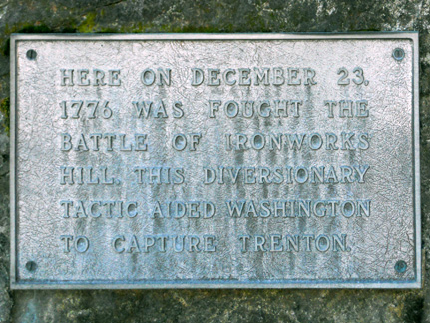 HERE ON DECEMBER 23,
1776 WAS FOUGHT THE
BATTLE OF IRONWORKS
HILL. THIS DIVERSIONARY
TACTIC AIDED WASHINGTON
TO CAPTURE TRENTON.